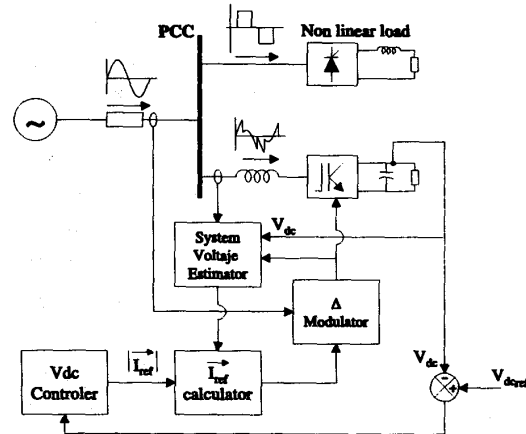 PCC
Non linear load
~
V_dc
System
Voltaje
Estimator
Δ
Modulator
V_dc
Vdc
Controler
|I_ref|
I_ref
calculator
V_dcref
- +